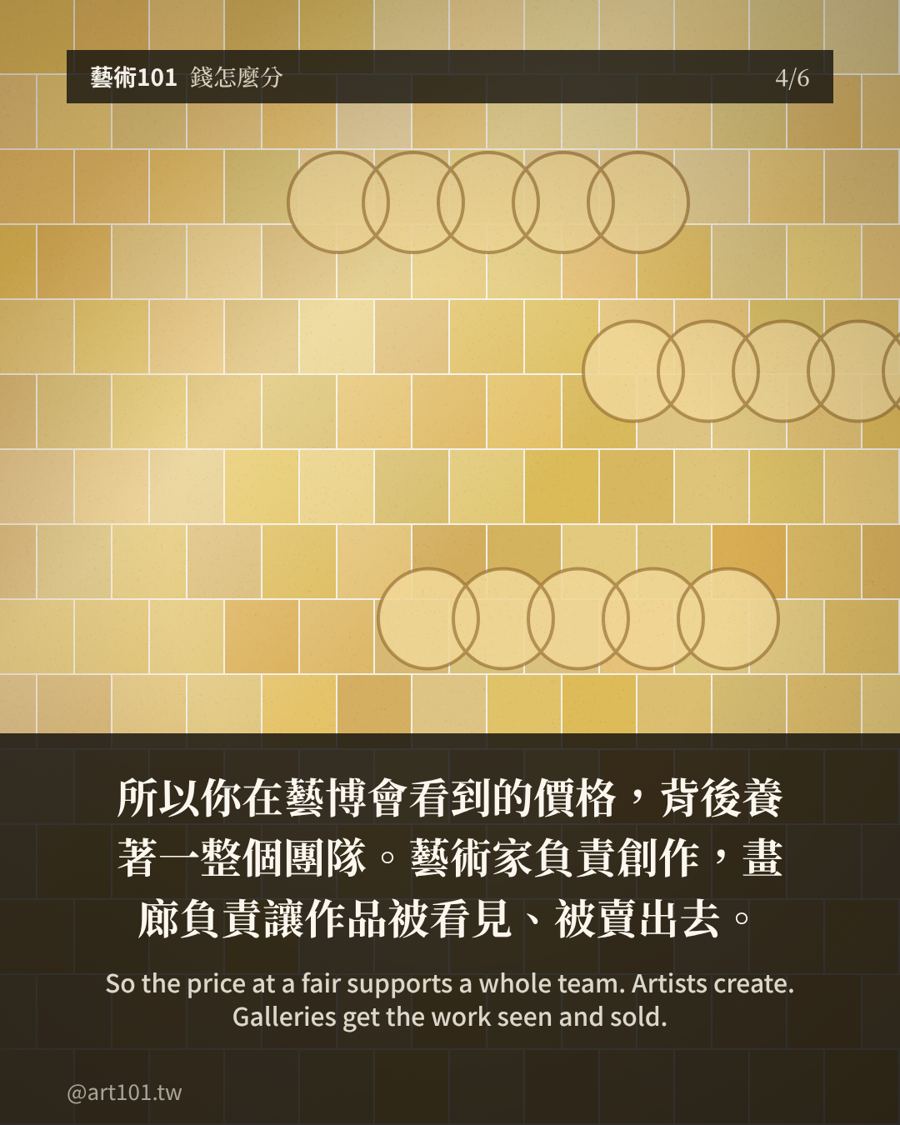 藝術101 錢怎麼分
4/6
所以你在藝博會看到的價格，背後養
著一整個團隊。藝術家負責創作，畫
廊負責讓作品被看見、被賣出去。
So the price at a fair supports a whole team. Artists create.
Galleries get the work seen and sold.
@art101.tw